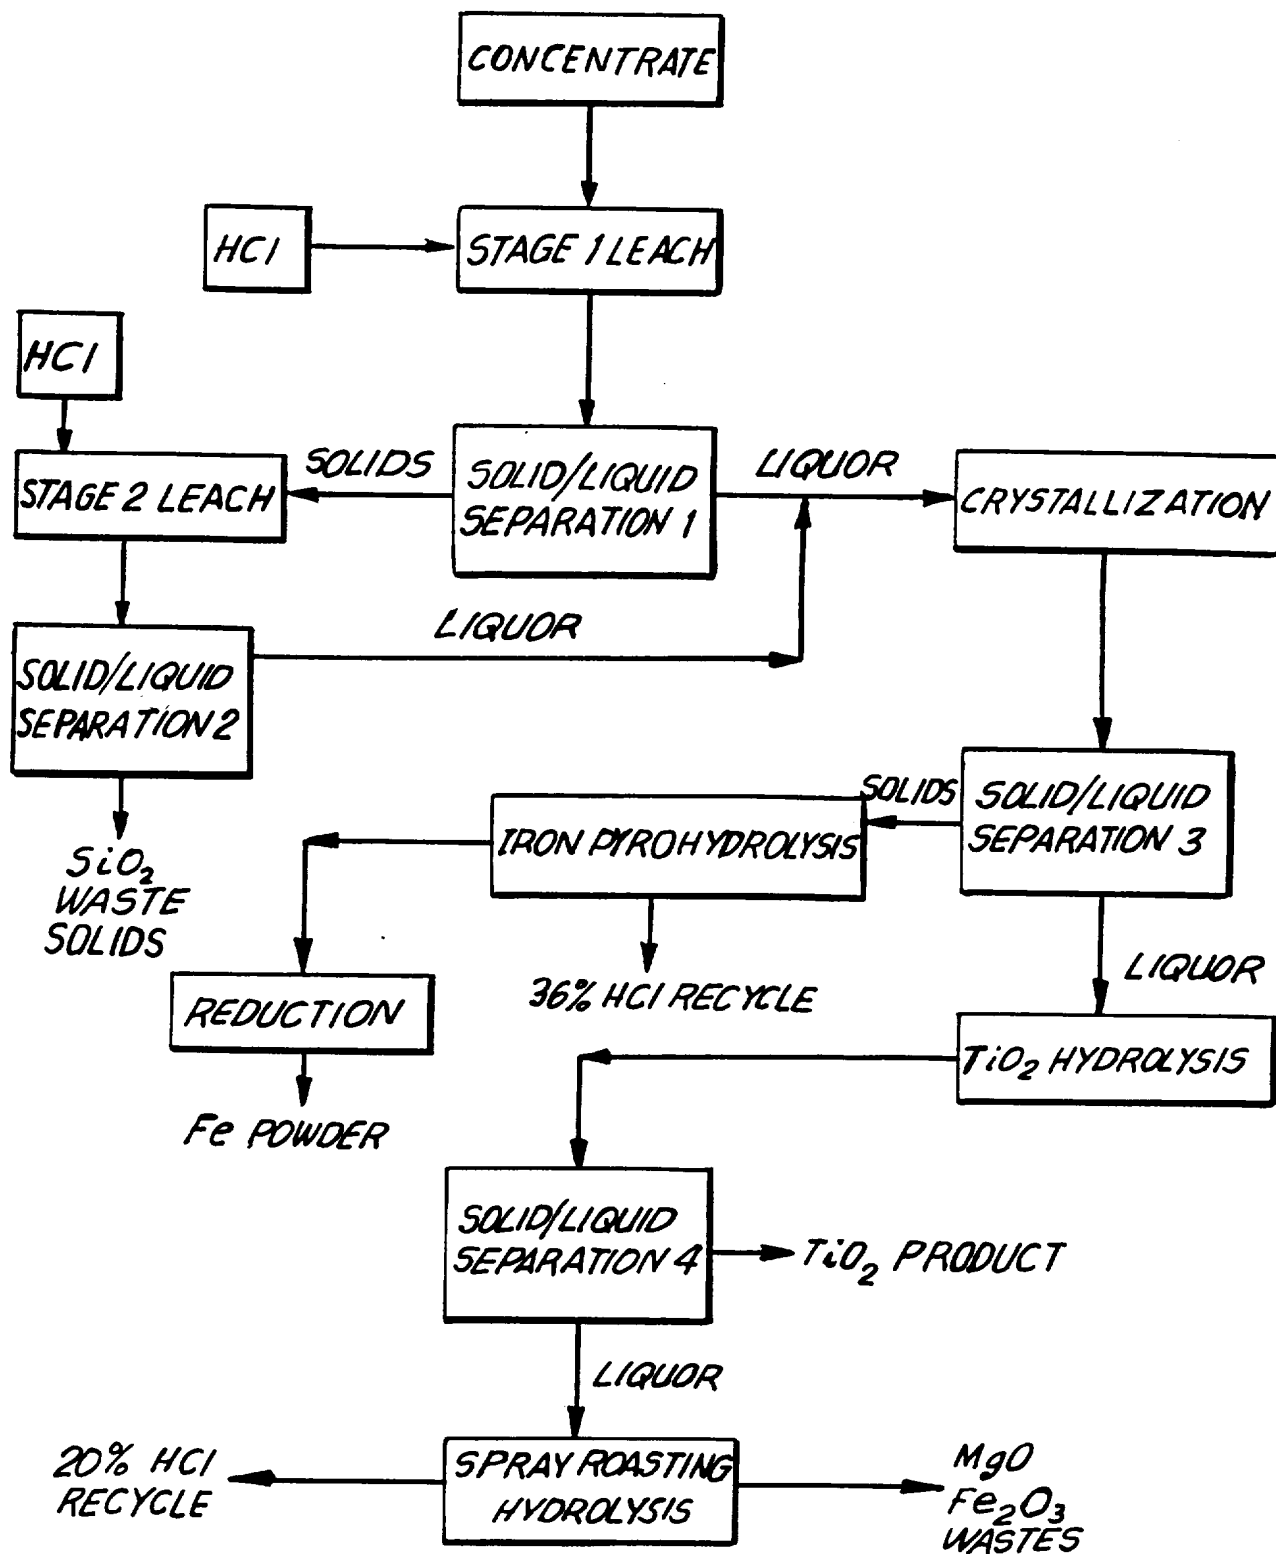 CONCENTRATE
HCl
STAGE 1 LEACH
HCl
STAGE 2 LEACH
SOLIDS
SOLID/LIQUID
SEPARATION 1
LIQUOR
CRYSTALLIZATION
LIQUOR
SOLID/LIQUID
SEPARATION 2
SiO₂
WASTE
SOLIDS
IRON PYROHYDROLYSIS
SOLIDS
SOLID/LIQUID
SEPARATION 3
REDUCTION
36% HCl RECYCLE
LIQUOR
TiO₂ HYDROLYSIS
Fe POWDER
SOLID/LIQUID
SEPARATION 4
TiO₂ PRODUCT
LIQUOR
20% HCl
RECYCLE
SPRAY ROASTING
HYDROLYSIS
MgO
Fe₂O₃
WASTES